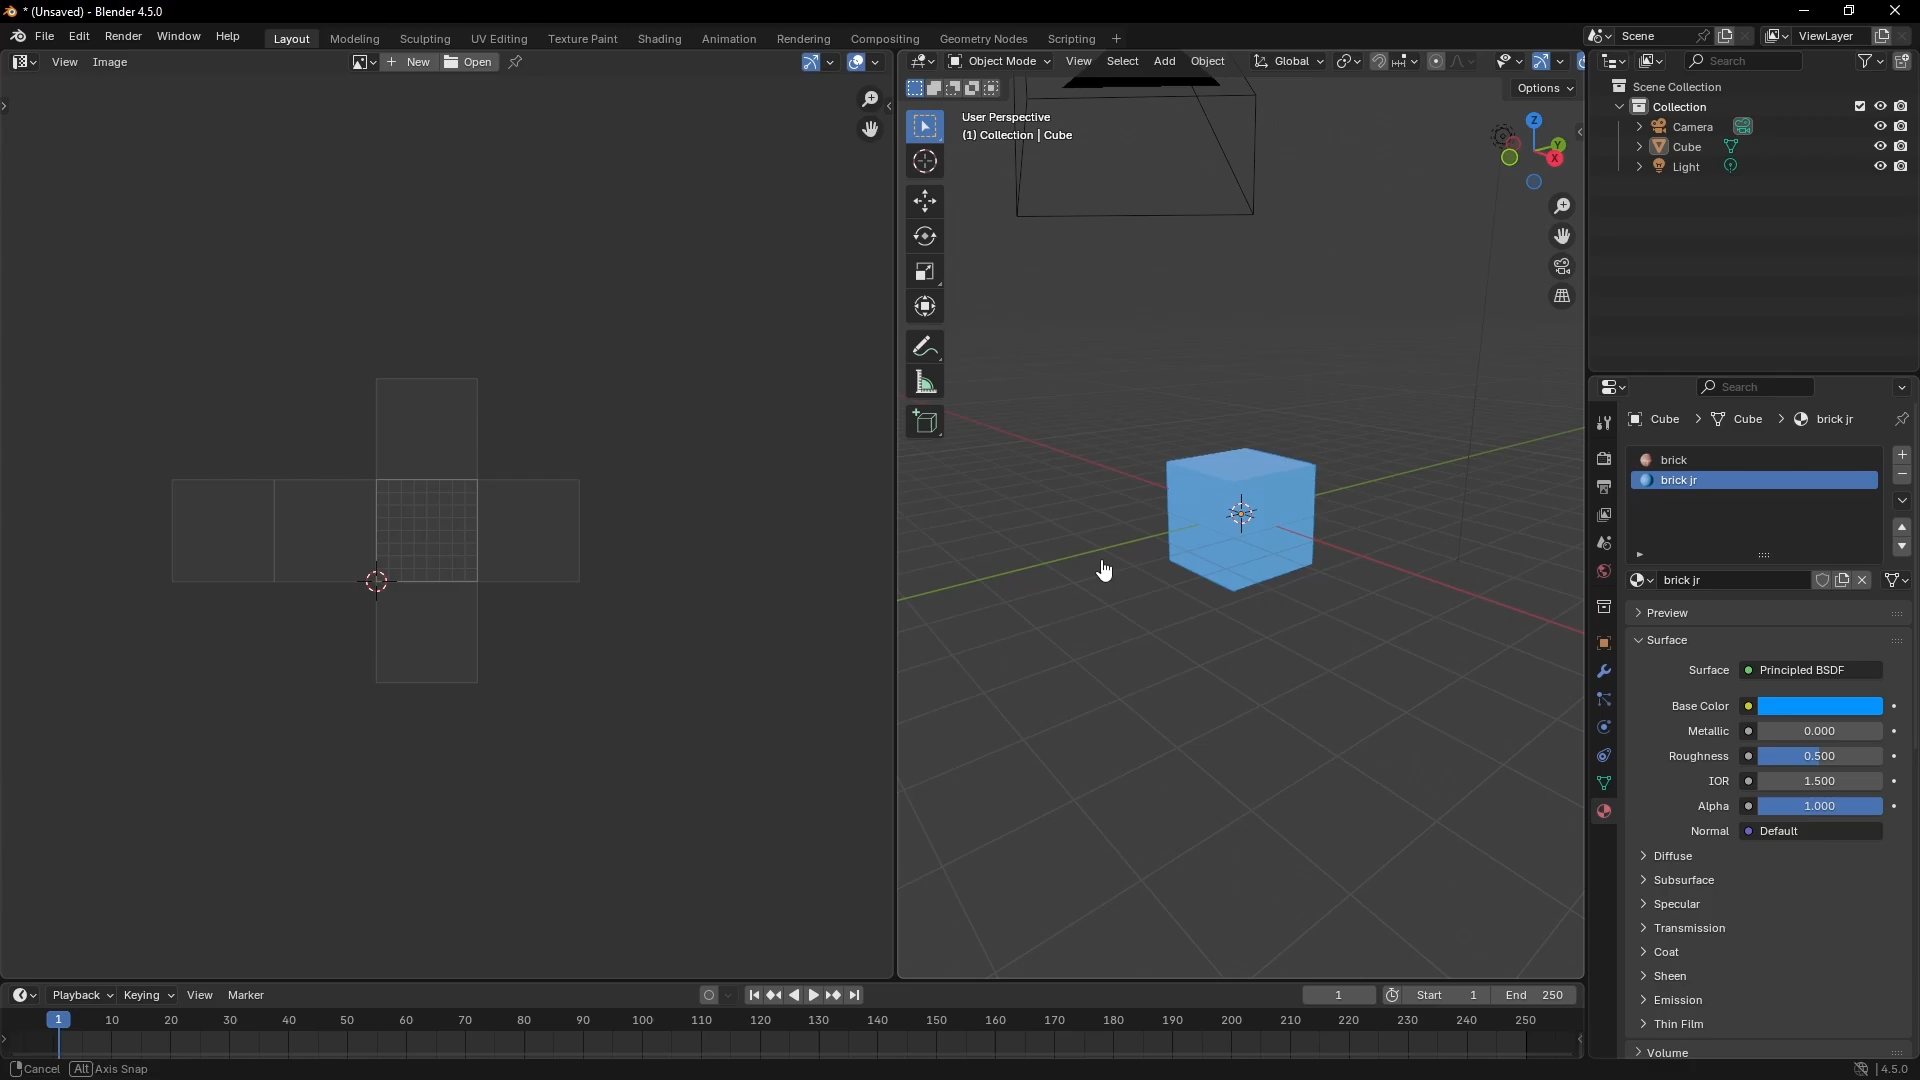 * (Unsaved) - Blender 4.5.0
File Edit Render Window Help Layout Modeling Sculpting UV Editing Texture Paint Shading Animation Rendering Compositing Geometry Nodes Scripting + Scene ViewLayer
View Image + New Open
Object Mode View Select Add Object Global
Search
Options
User Perspective
(1) Collection | Cube
Z
Y
X
Scene Collection
Collection
Camera
Cube
Light
Search
Cube > Cube > brick jr
brick
brick jr
brick jr
Preview
Surface
Surface Principled BSDF
Base Color
Metallic 0.000
Roughness 0.500
IOR 1.500
Alpha 1.000
Normal Default
Diffuse
Subsurface
Specular
Transmission
Coat
Sheen
Emission
Thin Film
Volume
Playback Keying View Marker 1 Start 1 End 250
1 10 20 30 40 50 60 70 80 90 100 110 120 130 140 150 160 170 180 190 200 210 220 230 240 250
Cancel Alt Axis Snap 4.5.0